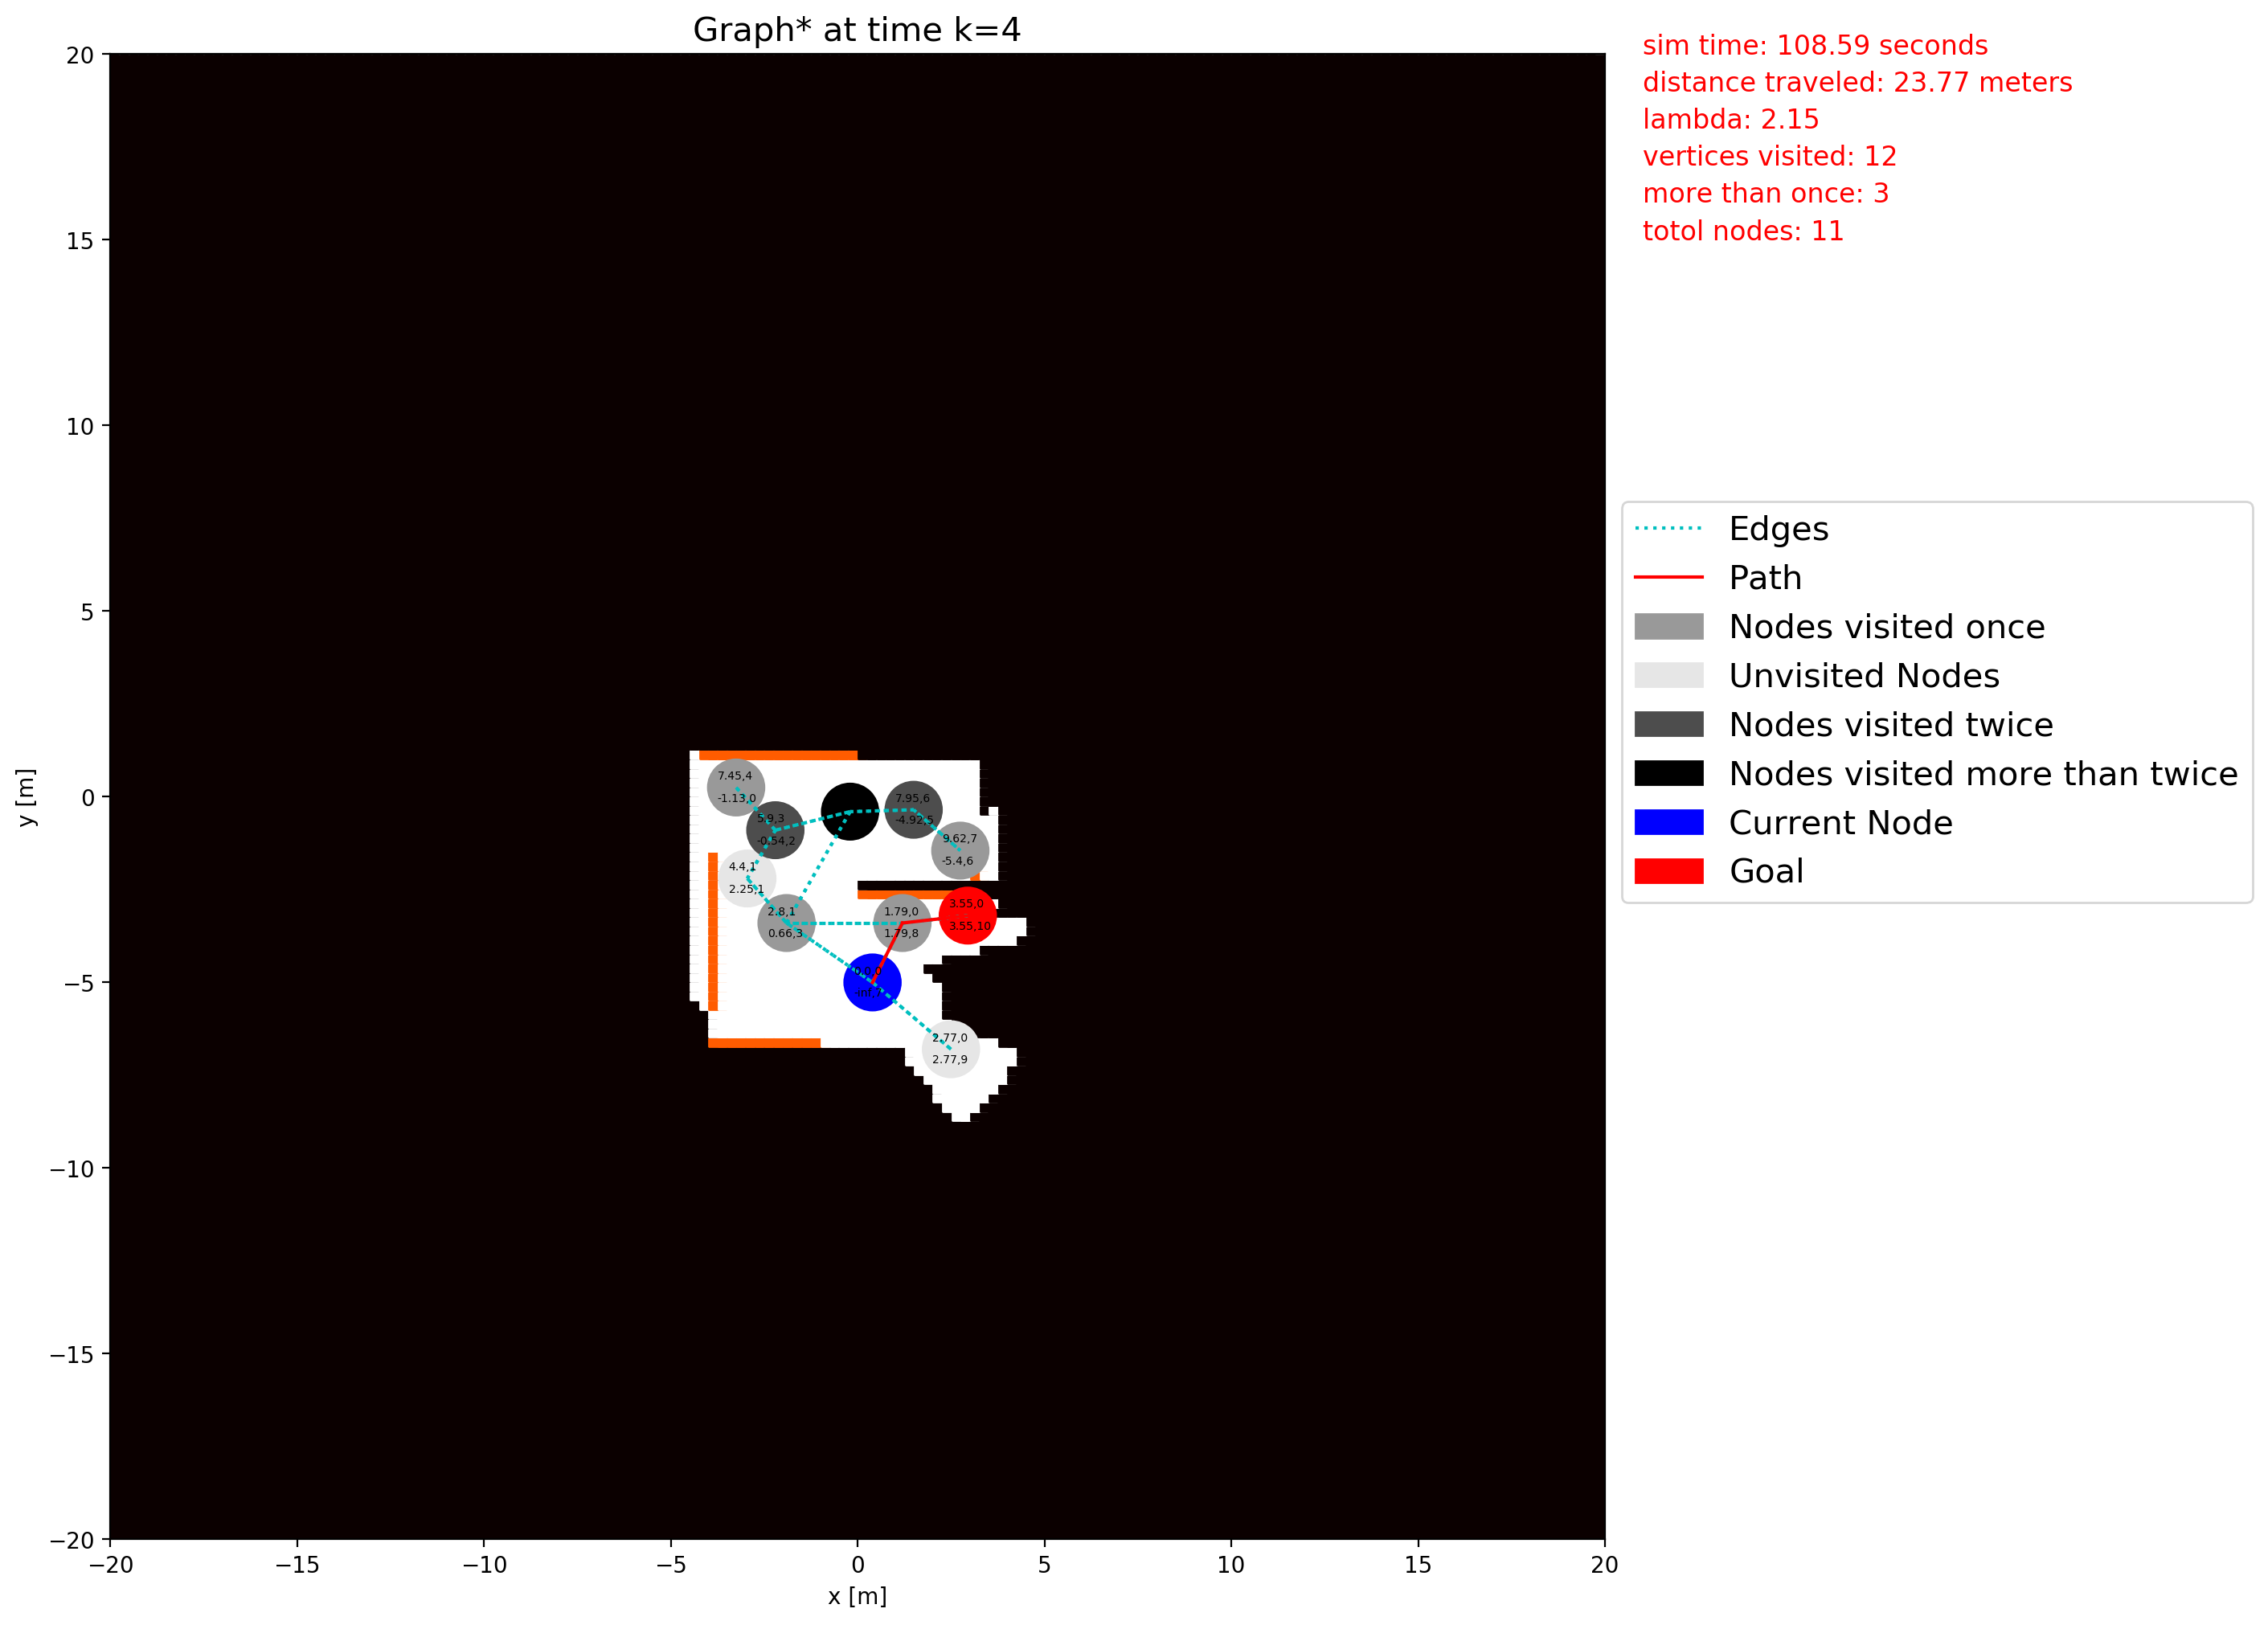 Graph* at time k=4
sim time: 108.59 seconds
distance traveled: 23.77 meters
lambda: 2.15
vertices visited: 12
more than once: 3
totol nodes: 11
20
15
10
5
0
−5
−10
−15
−20
y [m]
−20
−15
−10
−5
0
5
10
15
20
x [m]
7.45,4
-1.13,0
5.9,3
-0.54,2
7.95,6
-4.92,5
9.62,7
-5.4,6
4.4,1
2.25,1
2.8,1
0.66,3
1.79,0
1.79,8
3.55,0
3.55,10
2.77,0
2.77,9
Edges
Path
Nodes visited once
Unvisited Nodes
Nodes visited twice
Nodes visited more than twice
Current Node
Goal